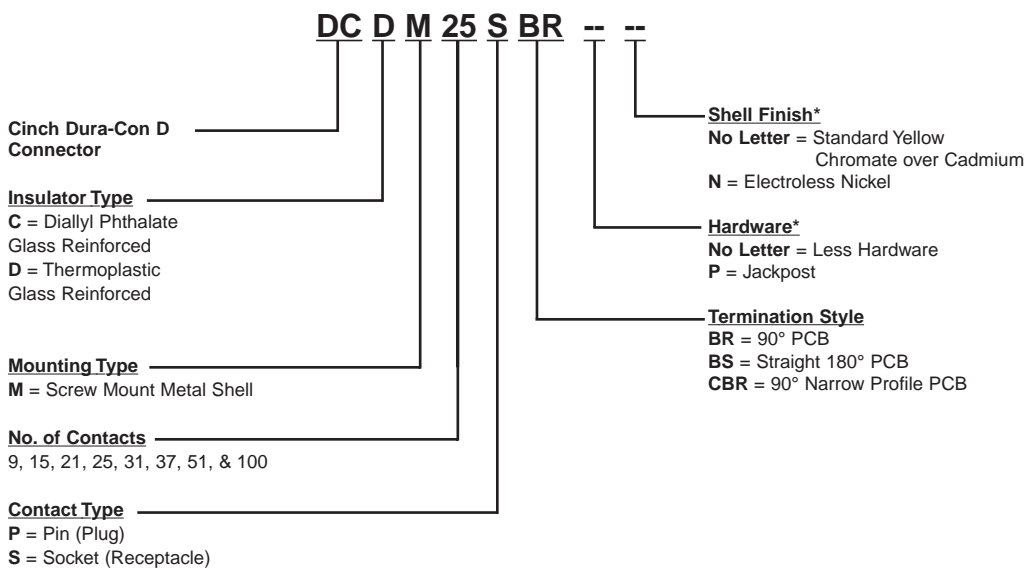 DC D M 25 S BR -- --
Cinch Dura-Con D
Connector
Insulator Type
C = Diallyl Phthalate
Glass Reinforced
D = Thermoplastic
Glass Reinforced
Mounting Type
M = Screw Mount Metal Shell
No. of Contacts
9, 15, 21, 25, 31, 37, 51, & 100
Contact Type
P = Pin (Plug)
S = Socket (Receptacle)
Shell Finish*
No Letter = Standard Yellow
Chromate over Cadmium
N = Electroless Nickel
Hardware*
No Letter = Less Hardware
P = Jackpost
Termination Style
BR = 90° PCB
BS = Straight 180° PCB
CBR = 90° Narrow Profile PCB